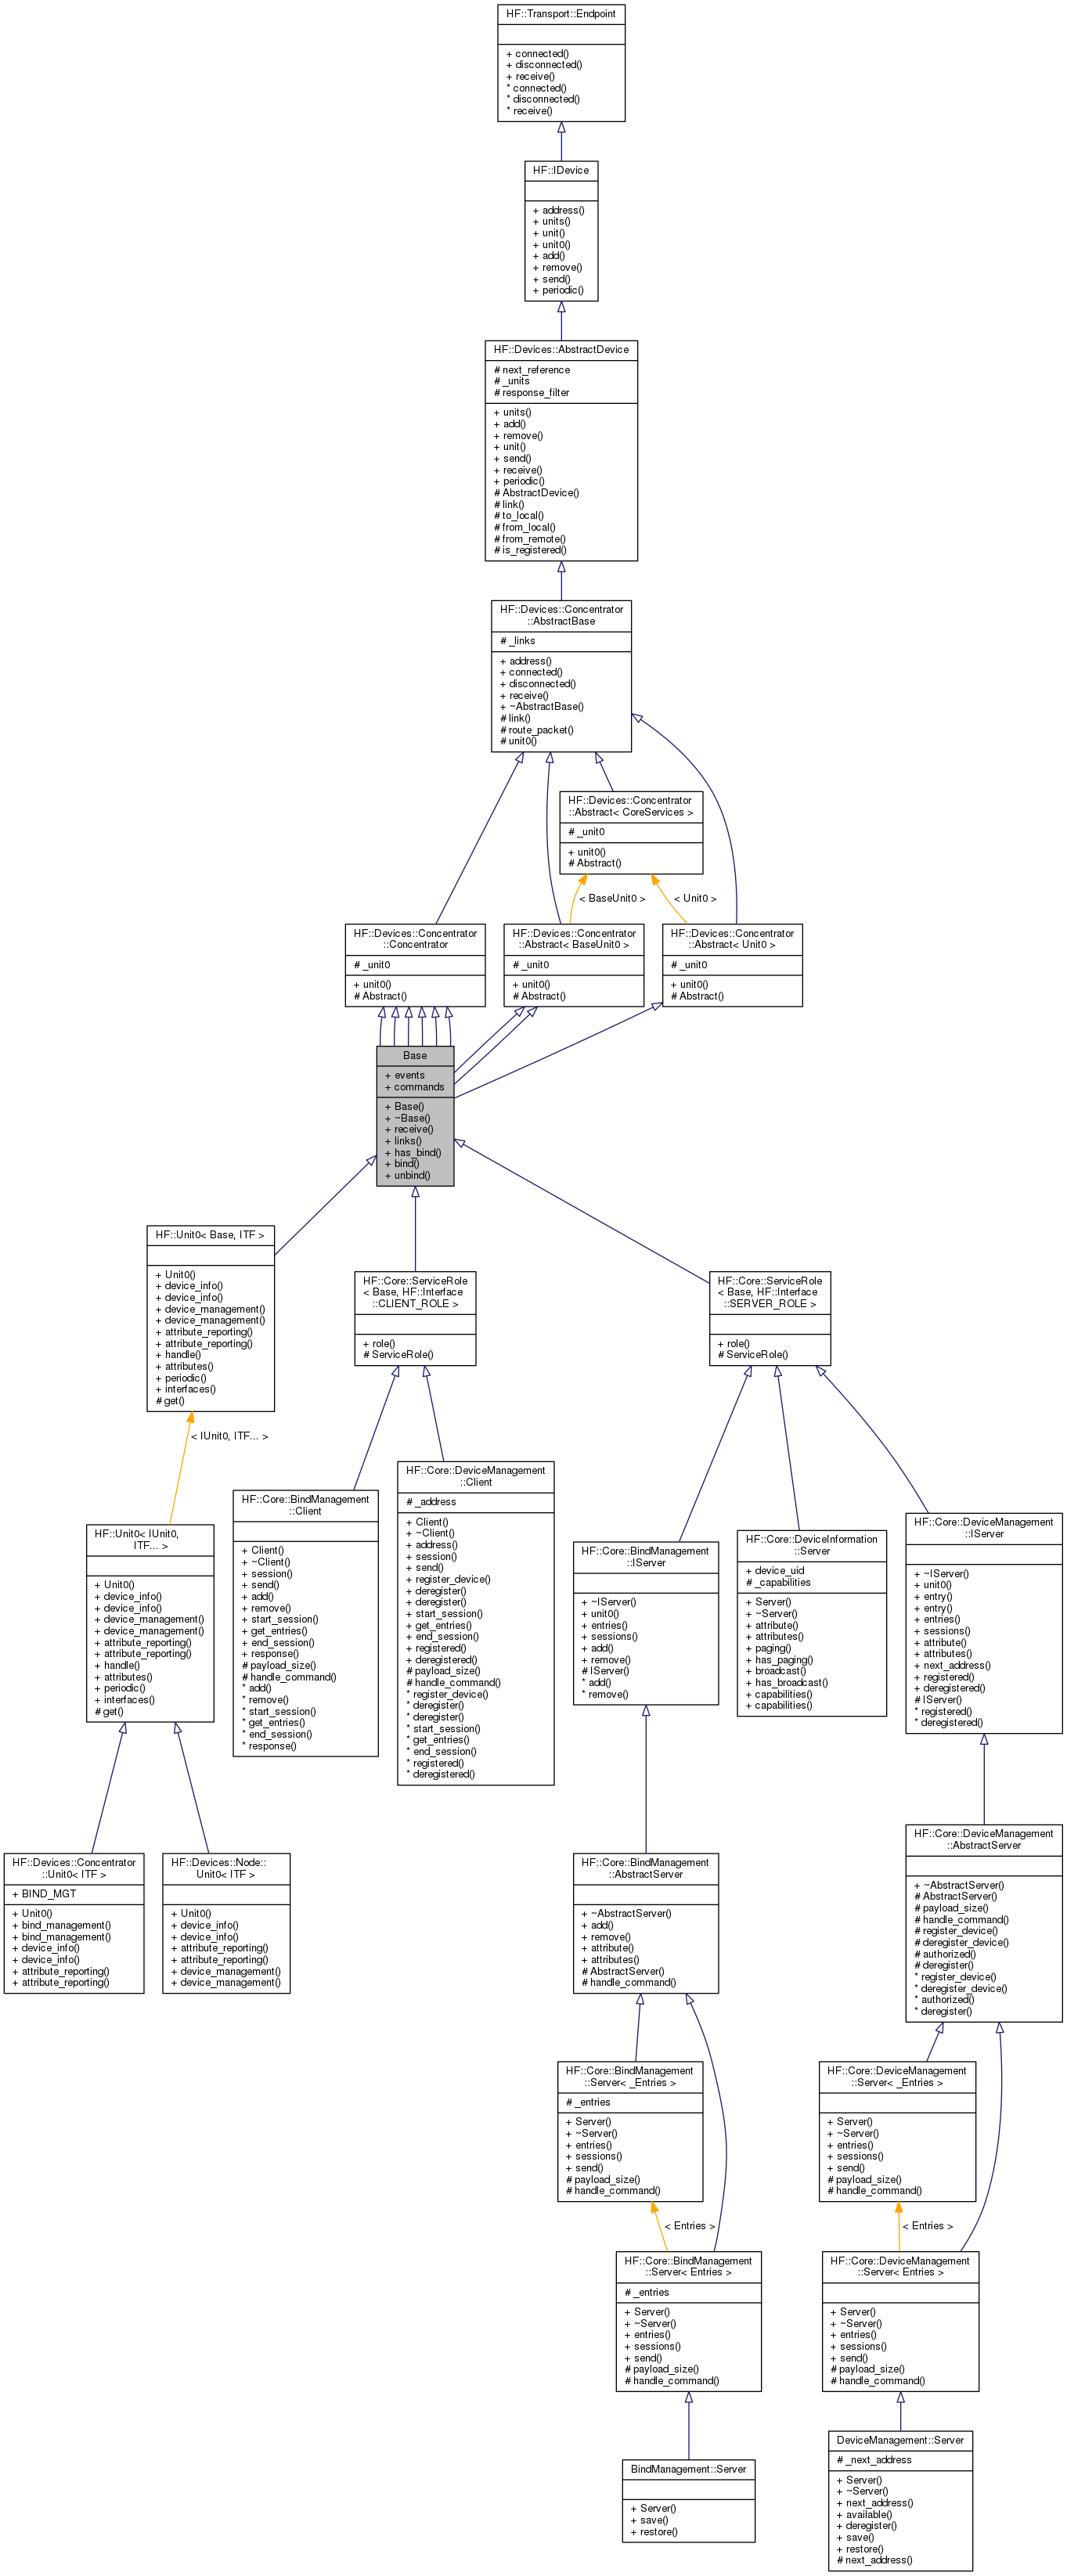 HF::Transport::Endpoint
+ connected()
+ disconnected()
+ receive()
* connected()
* disconnected()
* receive()
HF::IDevice
+ address()
+ units()
+ unit()
+ unit0()
+ add()
+ remove()
+ send()
+ periodic()
HF::Devices::AbstractDevice
# next_reference
# _units
# response_filter
+ units()
+ add()
+ remove()
+ unit()
+ send()
+ receive()
+ periodic()
# AbstractDevice()
# link()
# to_local()
# from_local()
# from_remote()
# is_registered()
HF::Devices::Concentrator
::AbstractBase
# _links
+ address()
+ connected()
+ disconnected()
+ receive()
+ ~AbstractBase()
# link()
# route_packet()
# unit0()
HF::Devices::Concentrator
::Abstract< CoreServices >
# _unit0
+ unit0()
# Abstract()
< BaseUnit0 >
< Unit0 >
HF::Devices::Concentrator
::Concentrator
# _unit0
+ unit0()
# Abstract()
HF::Devices::Concentrator
::Abstract< BaseUnit0 >
# _unit0
+ unit0()
# Abstract()
HF::Devices::Concentrator
::Abstract< Unit0 >
# _unit0
+ unit0()
# Abstract()
Base
+ events
+ commands
+ Base()
+ ~Base()
+ receive()
+ links()
+ has_bind()
+ bind()
+ unbind()
HF::Unit0< Base, ITF >
+ Unit0()
+ device_info()
+ device_info()
+ device_management()
+ device_management()
+ attribute_reporting()
+ attribute_reporting()
+ handle()
+ attributes()
+ periodic()
+ interfaces()
# get()
HF::Core::ServiceRole
< Base, HF::Interface
::CLIENT_ROLE >
+ role()
# ServiceRole()
HF::Core::ServiceRole
< Base, HF::Interface
::SERVER_ROLE >
+ role()
# ServiceRole()
< IUnit0, ITF... >
HF::Unit0< IUnit0,
ITF... >
+ Unit0()
+ device_info()
+ device_info()
+ device_management()
+ device_management()
+ attribute_reporting()
+ attribute_reporting()
+ handle()
+ attributes()
+ periodic()
+ interfaces()
# get()
HF::Core::BindManagement
::Client
+ Client()
+ ~Client()
+ session()
+ send()
+ add()
+ remove()
+ start_session()
+ get_entries()
+ end_session()
+ response()
# payload_size()
# handle_command()
* add()
* remove()
* start_session()
* get_entries()
* end_session()
* response()
HF::Core::DeviceManagement
::Client
# _address
+ Client()
+ ~Client()
+ address()
+ session()
+ send()
+ register_device()
+ deregister()
+ deregister()
+ start_session()
+ get_entries()
+ end_session()
+ registered()
+ deregistered()
# payload_size()
# handle_command()
* register_device()
* deregister()
* deregister()
* start_session()
* get_entries()
* end_session()
* registered()
* deregistered()
HF::Core::BindManagement
::IServer
+ ~IServer()
+ unit0()
+ entries()
+ sessions()
+ add()
+ remove()
# IServer()
* add()
* remove()
HF::Core::DeviceInformation
::Server
+ device_uid
# _capabilities
+ Server()
+ ~Server()
+ attribute()
+ attributes()
+ paging()
+ has_paging()
+ broadcast()
+ has_broadcast()
+ capabilities()
+ capabilities()
HF::Core::DeviceManagement
::IServer
+ ~IServer()
+ unit0()
+ entry()
+ entry()
+ entries()
+ sessions()
+ attribute()
+ attributes()
+ next_address()
+ registered()
+ deregistered()
# IServer()
* registered()
* deregistered()
HF::Devices::Concentrator
::Unit0< ITF >
+ BIND_MGT
+ Unit0()
+ bind_management()
+ bind_management()
+ device_info()
+ device_info()
+ attribute_reporting()
+ attribute_reporting()
HF::Devices::Node::
Unit0< ITF >
+ Unit0()
+ device_info()
+ device_info()
+ attribute_reporting()
+ attribute_reporting()
+ device_management()
+ device_management()
HF::Core::BindManagement
::AbstractServer
+ ~AbstractServer()
+ add()
+ remove()
+ attribute()
+ attributes()
# AbstractServer()
# handle_command()
HF::Core::DeviceManagement
::AbstractServer
+ ~AbstractServer()
# AbstractServer()
# payload_size()
# handle_command()
# register_device()
# deregister_device()
# authorized()
# deregister()
* register_device()
* deregister_device()
* authorized()
* deregister()
HF::Core::BindManagement
::Server< _Entries >
# _entries
+ Server()
+ ~Server()
+ entries()
+ sessions()
+ send()
# payload_size()
# handle_command()
HF::Core::DeviceManagement
::Server< _Entries >
+ Server()
+ ~Server()
+ entries()
+ sessions()
+ send()
# payload_size()
# handle_command()
< Entries >
< Entries >
HF::Core::BindManagement
::Server< Entries >
# _entries
+ Server()
+ ~Server()
+ entries()
+ sessions()
+ send()
# payload_size()
# handle_command()
HF::Core::DeviceManagement
::Server< Entries >
+ Server()
+ ~Server()
+ entries()
+ sessions()
+ send()
# payload_size()
# handle_command()
BindManagement::Server
+ Server()
+ save()
+ restore()
DeviceManagement::Server
# _next_address
+ Server()
+ ~Server()
+ next_address()
+ available()
+ deregister()
+ save()
+ restore()
# next_address()